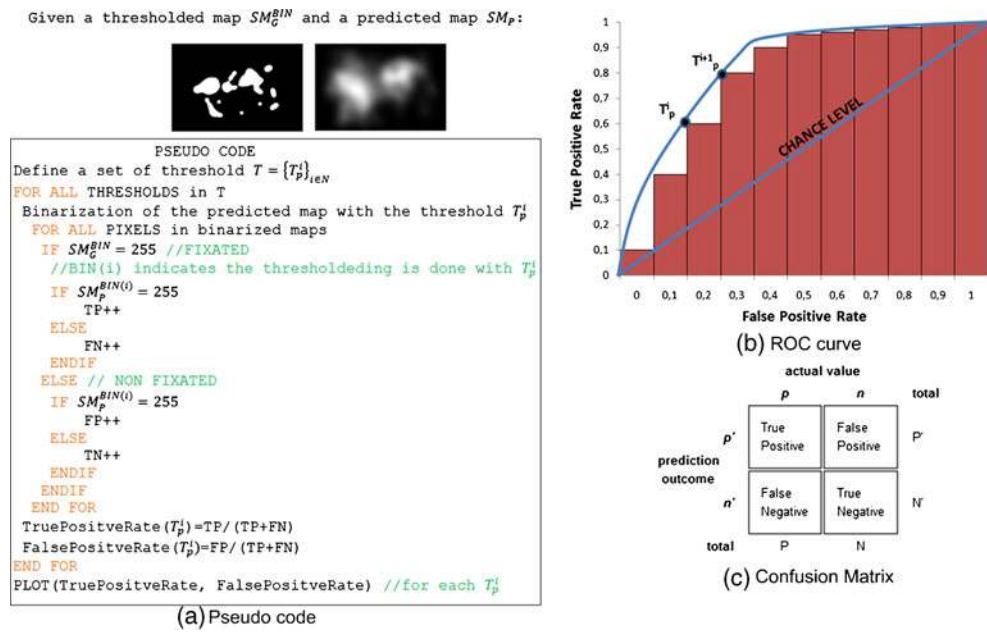 Given a thresholded map SM_G^BIN and a predicted map SM_P:
PSEUDO CODE
Define a set of threshold T = {T_p^i}_{i∈N}
FOR ALL THRESHOLDS in T
Binarization of the predicted map with the threshold T_p^i
FOR ALL PIXELS in binarized maps
IF SM_G^BIN = 255 //FIXATED
//BIN(i) indicates the thresholdeding is done with T_p^i
IF SM_P^BIN(i) = 255
TP++
ELSE
FN++
ENDIF
ELSE // NON FIXATED
IF SM_P^BIN(i) = 255
FP++
ELSE
TN++
ENDIF
ENDIF
END FOR
TruePositveRate(T_p^i)=TP/(TP+FN)
FalsePositveRate(T_p^i)=FP/(TP+FN)
END FOR
PLOT(TruePositveRate, FalsePositveRate) //for each T_p^i
(a) Pseudo code
True Positive Rate
1
0,9
0,8
0,7
0,6
0,5
0,4
0,3
0,2
0,1
0
T^i+1_p
T^i_p
CHANCE LEVEL
0 0,1 0,2 0,3 0,4 0,5 0,6 0,7 0,8 0,9 1
False Positive Rate
(b) ROC curve
actual value
p n total
p' True Positive False Positive P'
prediction outcome
n' False Negative True Negative N'
total P N
(c) Confusion Matrix